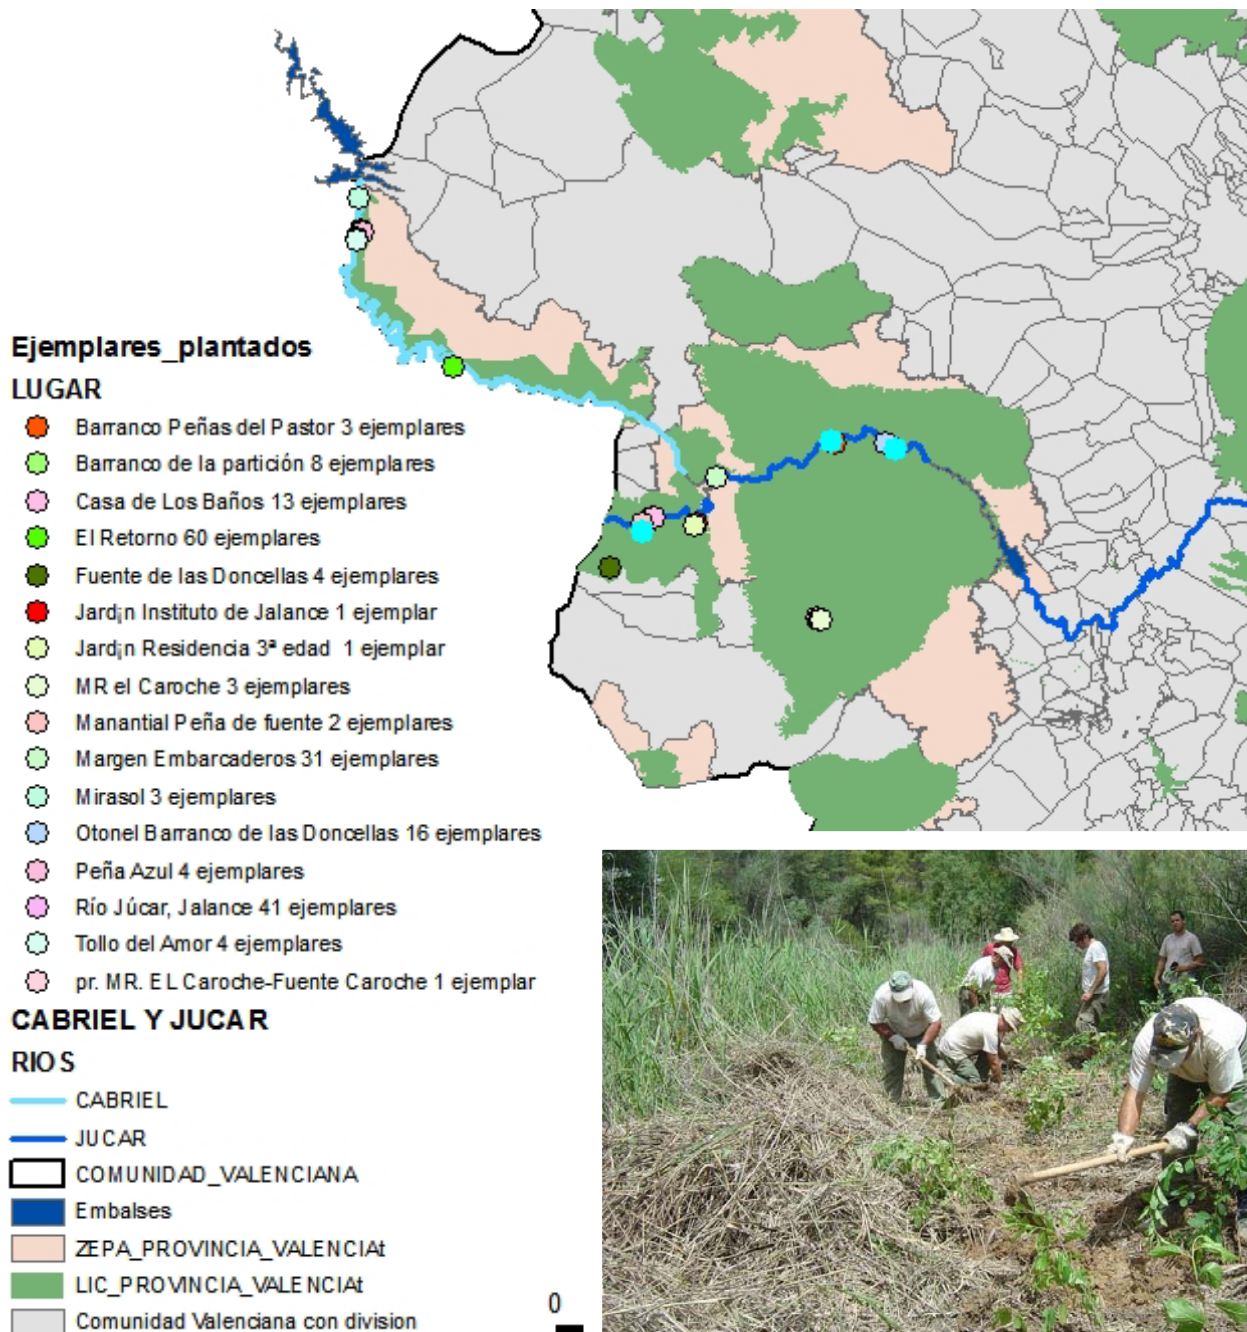 Ejemplares_plantados
LUGAR
Barranco Peñas del Pastor 3 ejemplares
Barranco de la partición 8 ejemplares
Casa de Los Baños 13 ejemplares
El Retorno 60 ejemplares
Fuente de las Doncellas 4 ejemplares
Jard¡n Instituto de Jalance 1 ejemplar
Jard¡n Residencia 3ª edad 1 ejemplar
MR el Caroche 3 ejemplares
Manantial Peña de fuente 2 ejemplares
Margen Embarcaderos 31 ejemplares
Mirasol 3 ejemplares
Otonel Barranco de las Doncellas 16 ejemplares
Peña Azul 4 ejemplares
Río Júcar, Jalance 41 ejemplares
Tollo del Amor 4 ejemplares
pr. MR. EL Caroche-Fuente Caroche 1 ejemplar
CABRIEL Y JUCAR
RIOS
CABRIEL
JUCAR
COMUNIDAD_VALENCIANA
Embalses
ZEPA_PROVINCIA_VALENCIAt
LIC_PROVINCIA_VALENCIAt
Comunidad Valenciana con division
0